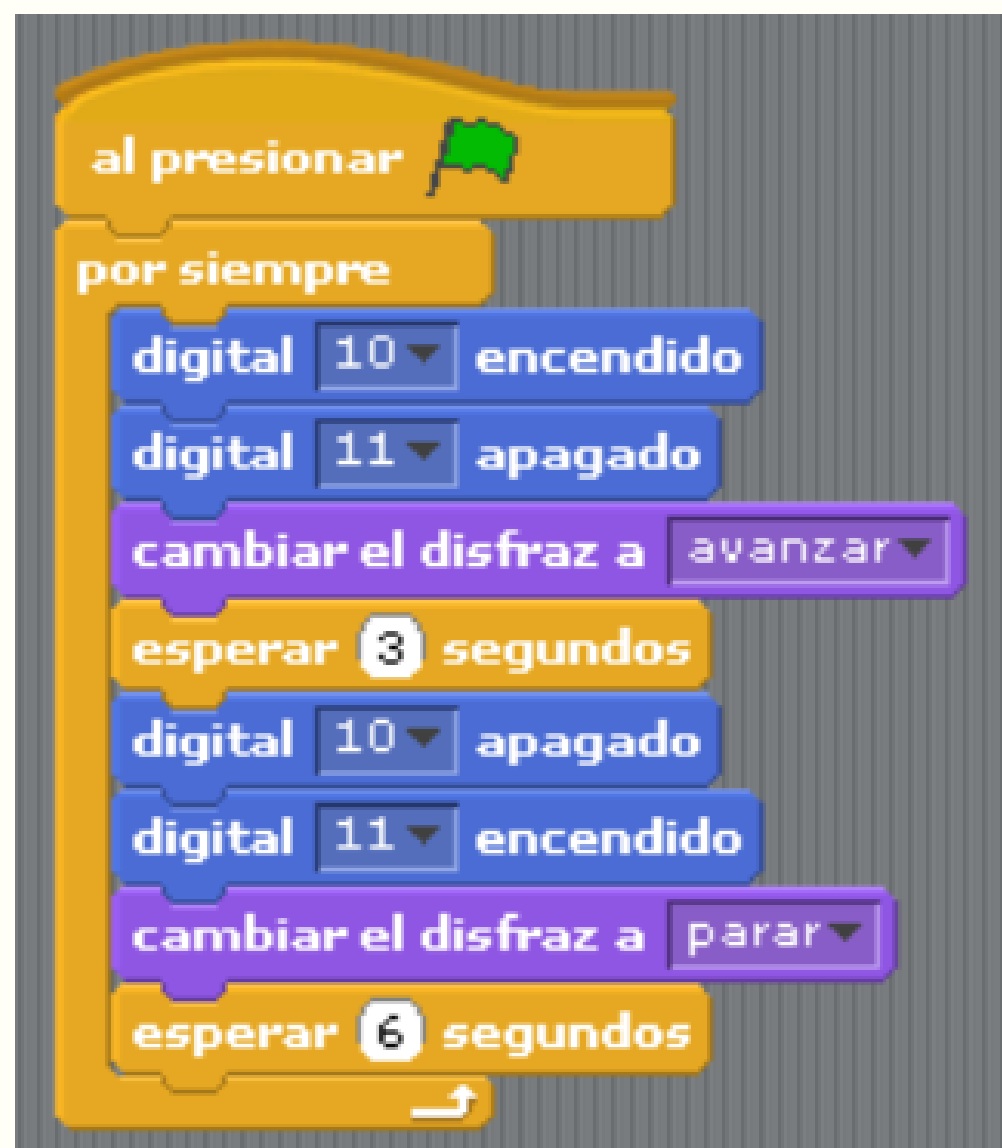 al presionar
por siempre
digital 10 encendido
digital 11 apagado
cambiar el disfraz a avanzar
esperar 3 segundos
digital 10 apagado
digital 11 encendido
cambiar el disfraz a parar
esperar 6 segundos